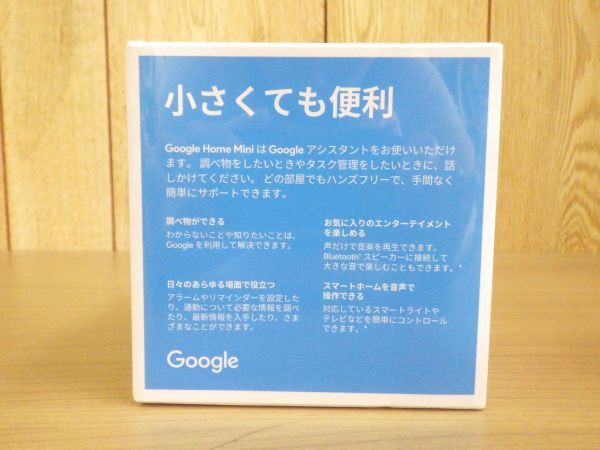 小さくても便利
Google Home Mini は Google アシスタントをお使いいただけ
ます。 調べ物をしたいときやタスク管理をしたいときに、話
しかけてください。 どの部屋でもハンズフリーで、手間なく
簡単にサポートできます。
調べ物ができる
わからないことや知りたいことは、
Google を利用して解決できます。
お気に入りのエンターテイメント
を楽しめる
声だけで音楽を再生できます。
Bluetooth® スピーカーに接続して
大きな音で楽しむこともできます。*
日々のあらゆる場面で役立つ
アラームやリマインダーを設定した
り、通勤について必要な情報を調べ
たり、最新情報を入手したり、さま
ざまなことができます。
スマートホームを音声で
操作できる
対応しているスマートライトや
テレビなどを簡単にコントロール
できます。*
Google